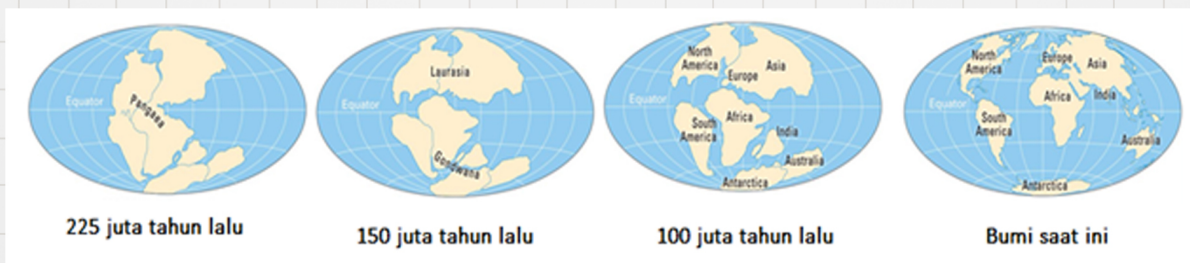 Equator
Pangaea
225 juta tahun lalu
Laurasia
Equator
Gondwana
150 juta tahun lalu
North
America
Asia
Europe
Equator
Africa
South
America
India
Australia
Antarctica
100 juta tahun lalu
North
America
Europe
Asia
Equator
Africa
India
South
America
Australia
Antarctica
Bumi saat ini